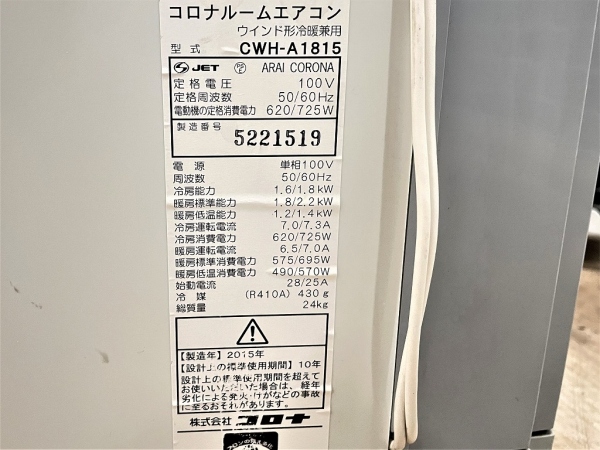 コロナルームエアコン
ウインド形冷暖兼用
型式 CWH-A1815
JET PSE ARAI CORONA
定格電圧 100V
定格周波数 50/60Hz
電動機の定格消費電力 620/725W
製造番号 5221519
電源 単相100V
周波数 50/60Hz
冷房能力 1.6/1.8kW
暖房標準能力 1.8/2.2kW
暖房低温能力 1.2/1.4kW
冷房運転電流 7.0/7.3A
冷房消費電力 620/725W
暖房運転電流 6.5/7.0A
暖房標準消費電力 575/695W
暖房低温消費電力 490/570W
始動電流 28/25A
冷媒 (R410A) 430g
総質量 24kg
【製造年】2015年
【設計上の標準使用期間】10年
設計上の標準使用期間を超えて
お使いいただいた場合は、経年
劣化による発火・けがなどの事故
に至るおそれがあります。
株式会社 コロナ